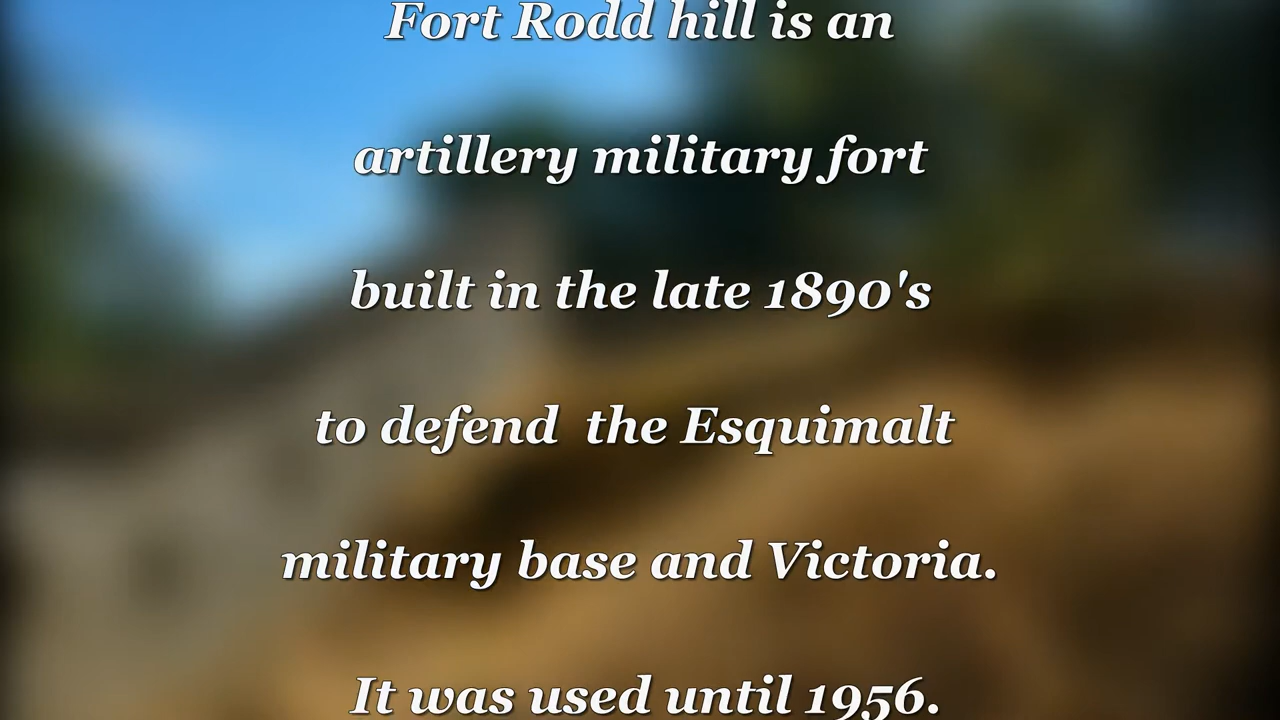 Fort Rodd hill is an
artillery military fort
built in the late 1890's
to defend  the Esquimalt
military base and Victoria.
It was used until 1956.